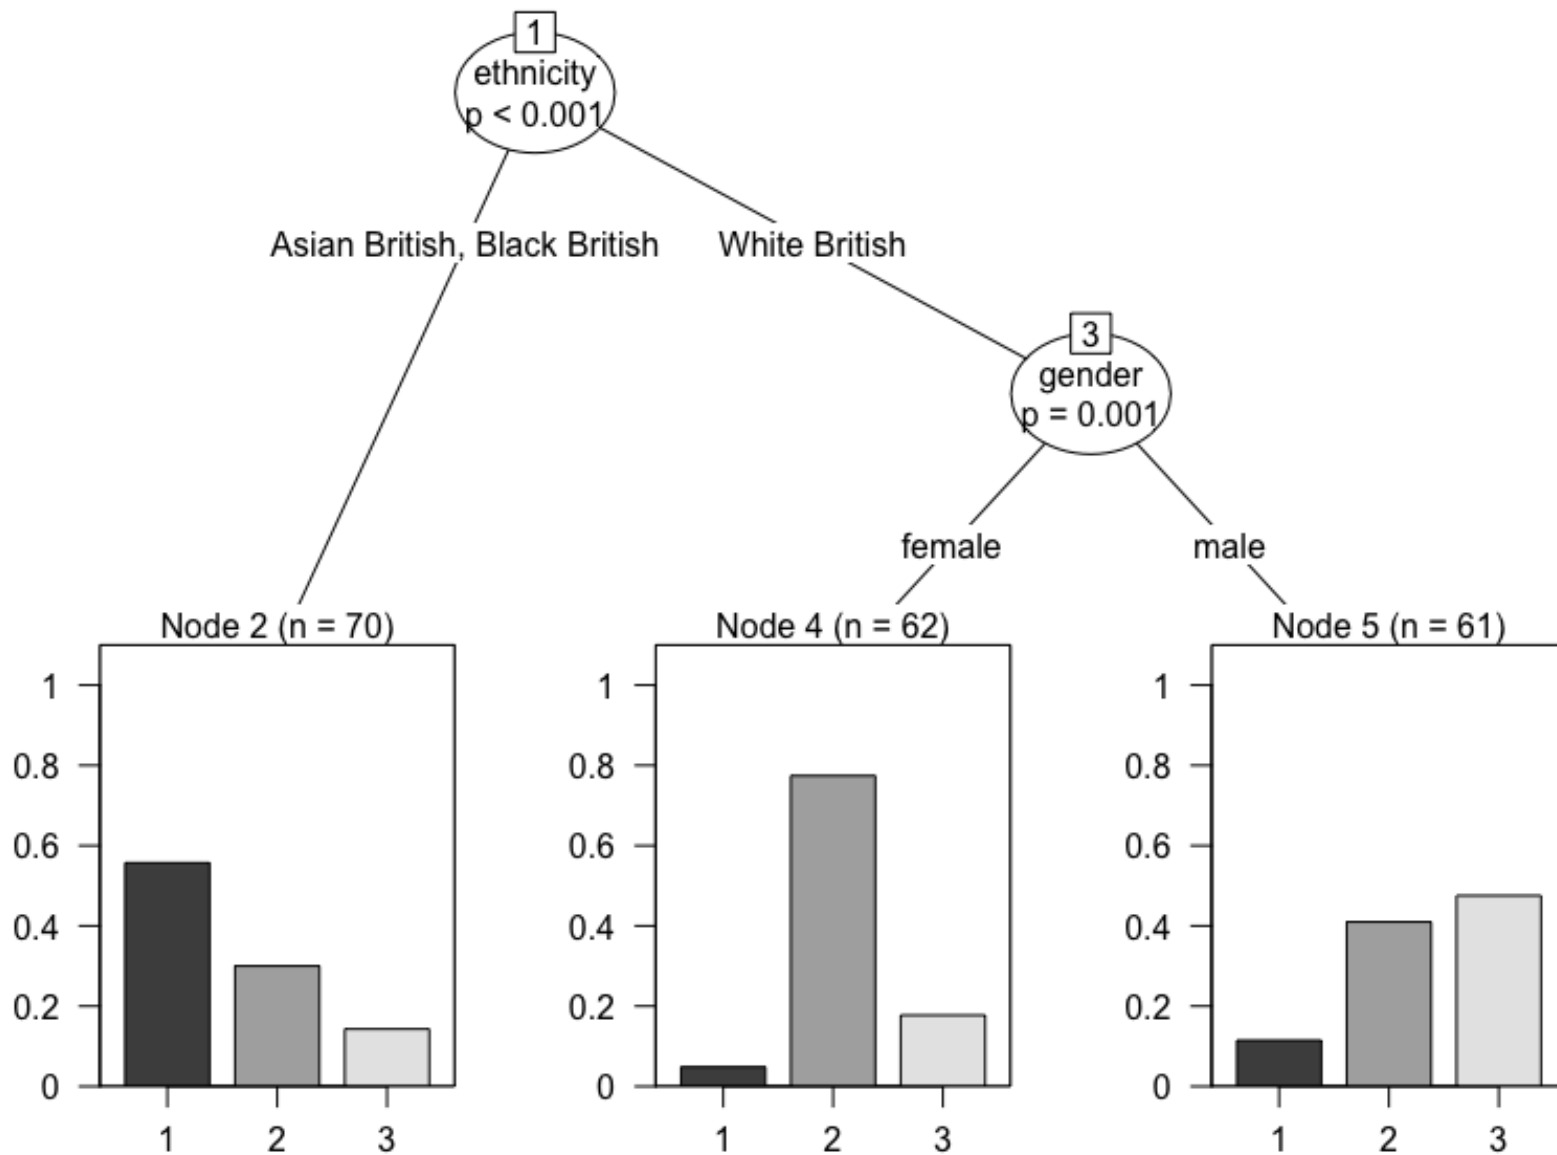 1
ethnicity
p < 0.001
Asian British, Black British
White British
3
gender
p = 0.001
female
male
Node 2 (n = 70)
1
0.8
0.6
0.4
0.2
0
1 2 3
Node 4 (n = 62)
1
0.8
0.6
0.4
0.2
0
1 2 3
Node 5 (n = 61)
1
0.8
0.6
0.4
0.2
0
1 2 3